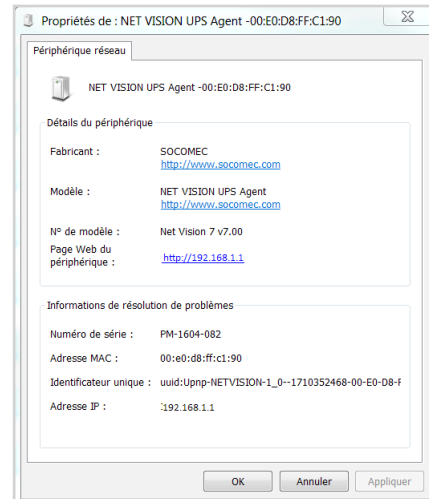 Propriétés de : NET VISION UPS Agent -00:E0:D8:FF:C1:90
Périphérique réseau
NET VISION UPS Agent -00:E0:D8:FF:C1:90
Détails du périphérique
Fabricant : SOCOMEC
http://www.socomec.com
Modèle : NET VISION UPS Agent
http://www.socomec.com
N° de modèle : Net Vision 7 v7.00
Page Web du
périphérique : http://192.168.1.1
Informations de résolution de problèmes
Numéro de série : PM-1604-082
Adresse MAC : 00:e0:d8:ff:c1:90
Identificateur unique : uuid:Upnp-NETVISION-1_0--1710352468-00-E0-D8-F
Adresse IP : 192.168.1.1
OK Annuler Appliquer